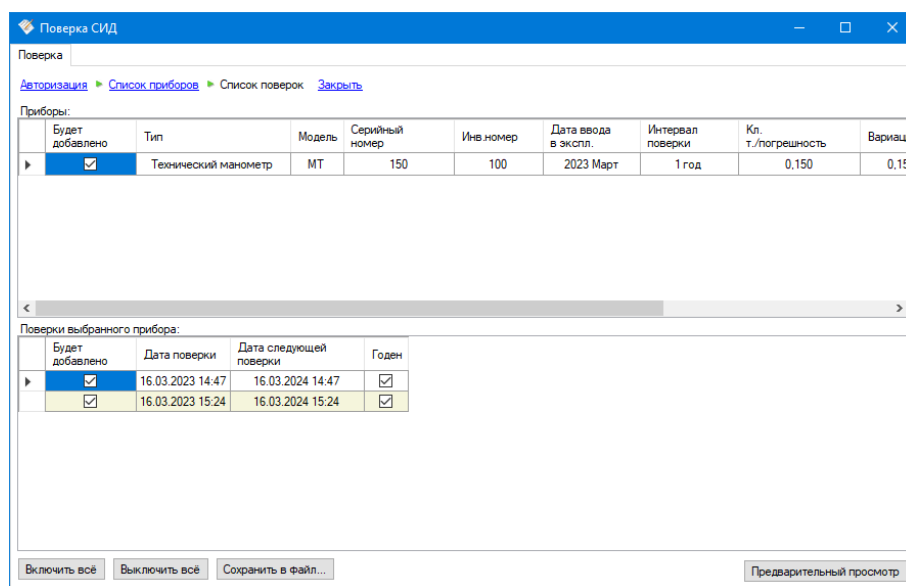 Поверка СИД
Поверка
Авторизация Список приборов Список поверок Закрыть
Приборы:
Будет добавлено Тип Модель Серийный номер Инв.номер Дата ввода в экспл. Интервал поверки Кл. т./погрешность Вариац
Технический манометр МТ 150 100 2023 Март 1 год 0,150 0,15
Поверки выбранного прибора:
Будет добавлено Дата поверки Дата следующей поверки Годен
16.03.2023 14:47 16.03.2024 14:47
16.03.2023 15:24 16.03.2024 15:24
Включить всё Выключить всё Сохранить в файл... Предварительный просмотр